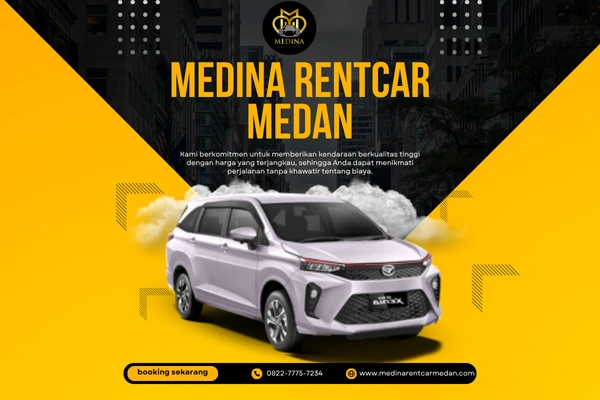 MEDINA
MEDINA RENTCAR
MEDAN
Kami berkomitmen untuk memberikan kendaraan berkualitas tinggi
dengan harga yang terjangkau, sehingga Anda dapat menikmati
perjalanan tanpa khawatir tentang biaya.
XENIA
booking sekarang
0822-7775-7234
www.medinarentcarmedan.com